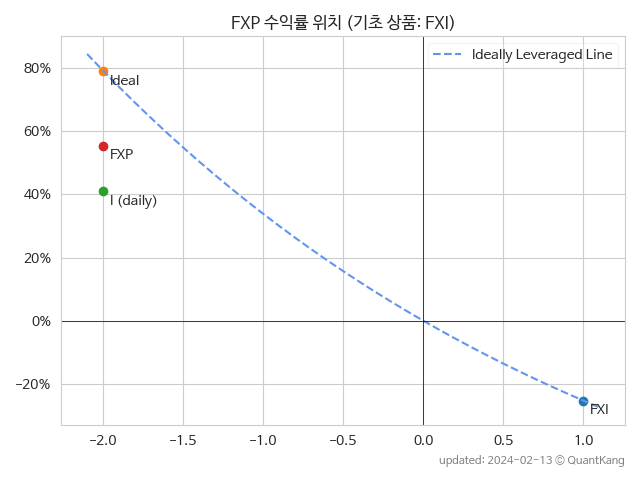 FXP 수익률 위치 (기초 상품: FXI)
Ideally Leveraged Line
80%
60%
40%
20%
0%
−20%
Ideal
FXP
I (daily)
FXI
−2.0 −1.5 −1.0 −0.5 0.0 0.5 1.0
updated: 2024-02-13 © QuantKang